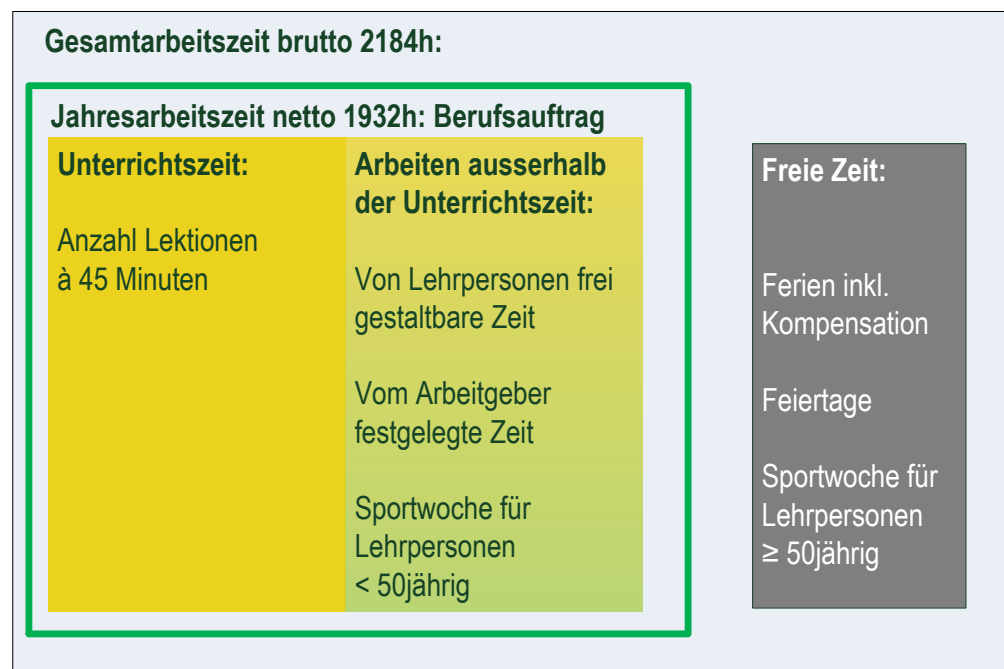 Gesamtarbeitszeit brutto 2184h:
Jahresarbeitszeit netto 1932h: Berufsauftrag
Unterrichtszeit:
Anzahl Lektionen
à 45 Minuten
Arbeiten ausserhalb
der Unterrichtszeit:
Von Lehrpersonen frei
gestaltbare Zeit
Vom Arbeitgeber
festgelegte Zeit
Sportwoche für
Lehrpersonen
< 50jährig
Freie Zeit:
Ferien inkl.
Kompensation
Feiertage
Sportwoche für
Lehrpersonen
≥ 50jährig